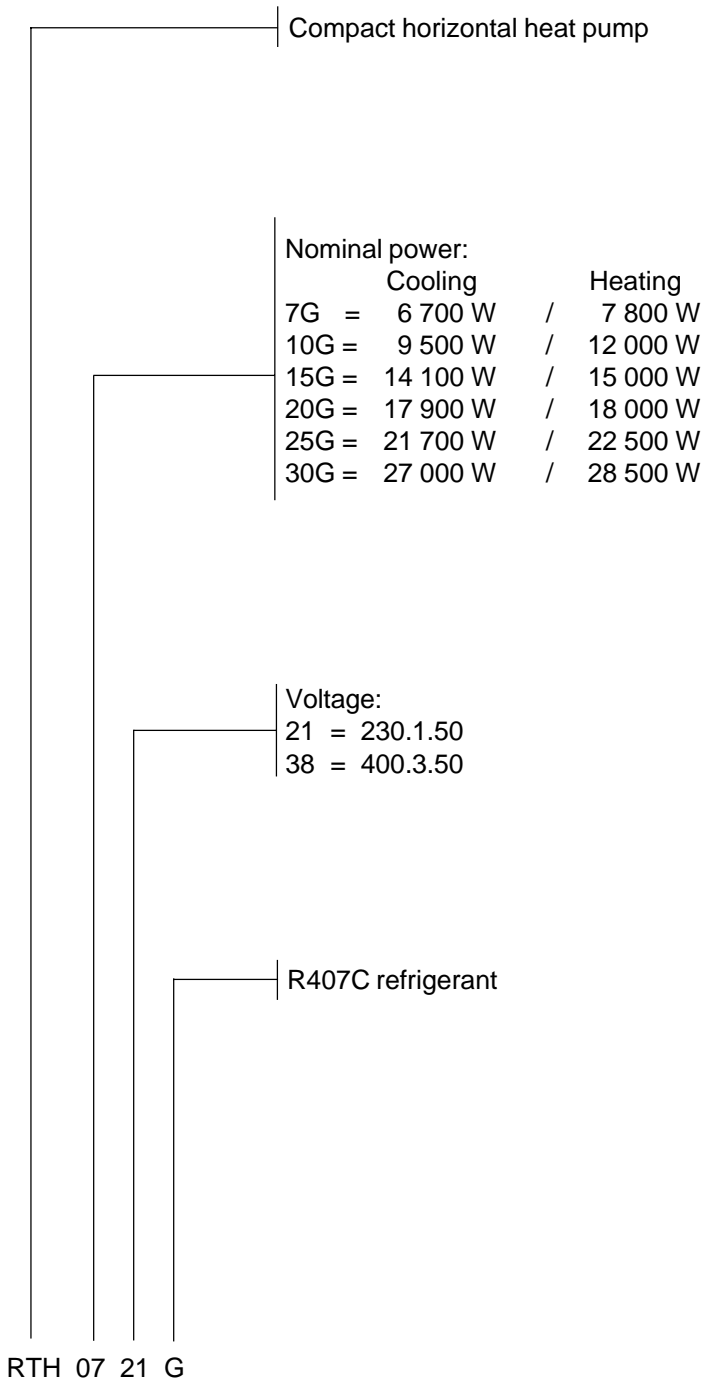 Compact horizontal heat pump
Nominal power:
Cooling Heating
7G = 6 700 W / 7 800 W
10G = 9 500 W / 12 000 W
15G = 14 100 W / 15 000 W
20G = 17 900 W / 18 000 W
25G = 21 700 W / 22 500 W
30G = 27 000 W / 28 500 W
Voltage:
21 = 230.1.50
38 = 400.3.50
R407C refrigerant
RTH 07 21 G